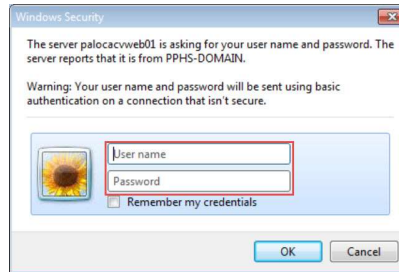 Windows Security
The server palocacvweb01 is asking for your user name and password. The
server reports that it is from PPHS-DOMAIN.
Warning: Your user name and password will be sent using basic
authentication on a connection that isn't secure.
User name
Password
Remember my credentials
OK
Cancel